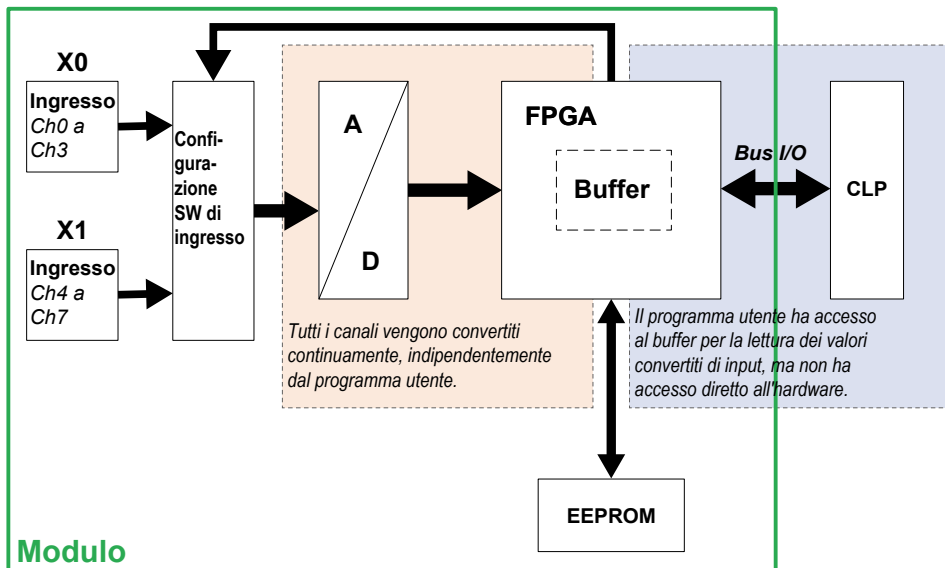 X0
Ingresso
Ch0 a
Ch3
X1
Ingresso
Ch4 a
Ch7
Confi-
gura-
zione
SW di
ingresso
A
D
Tutti i canali vengono convertiti
continuamente, indipendentemente
dal programma utente.
FPGA
Buffer
Bus I/O
CLP
Il programma utente ha accesso
al buffer per la lettura dei valori
convertiti di input, ma non ha
accesso diretto all'hardware.
EEPROM
Modulo